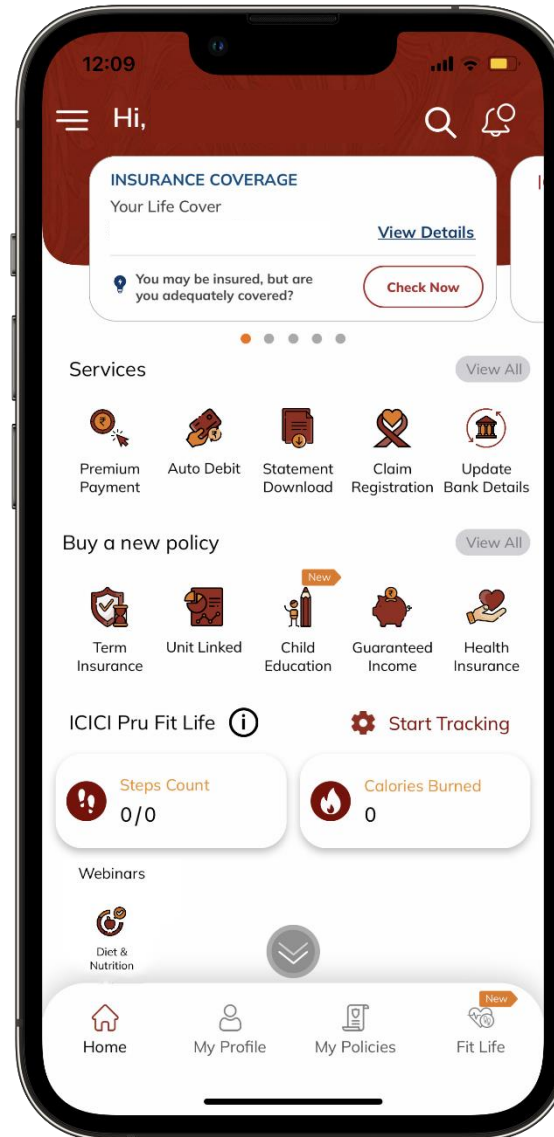 12:09
Hi,
INSURANCE COVERAGE
Your Life Cover
View Details
You may be insured, but are
you adequately covered?
Check Now
Services
View All
Premium
Payment
Auto Debit
Statement
Download
Claim
Registration
Update
Bank Details
Buy a new policy
View All
New
Term
Insurance
Unit Linked
Child
Education
Guaranteed
Income
Health
Insurance
ICICI Pru Fit Life
Start Tracking
Steps Count
0/0
Calories Burned
0
Webinars
Diet &
Nutrition
Home
My Profile
My Policies
New
Fit Life